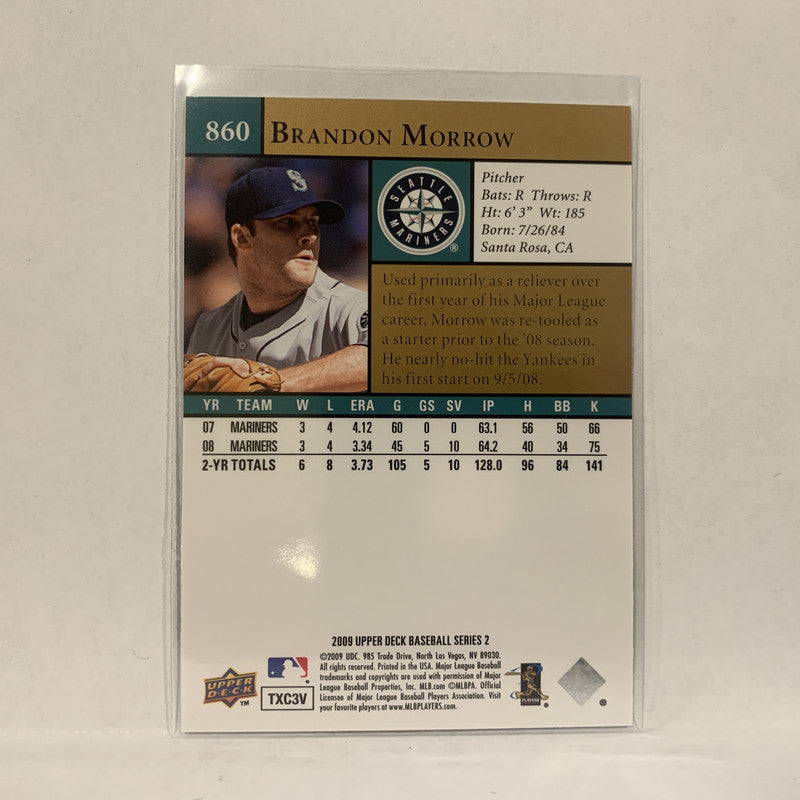 860 BRANDON MORROW
S
SEATTLE
MARINERS
®
Pitcher
Bats: R Throws: R
Ht: 6' 3" Wt: 185
Born: 7/26/84
Santa Rosa, CA
Used primarily as a reliever over
the first year of his Major League
career, Morrow was re-tooled as
a starter prior to the '08 season.
He nearly no-hit the Yankees in
his first start on 9/5/08.
YR TEAM W L ERA G GS SV IP H BB K
07 MARINERS 3 4 4.12 60 0 0 63.1 56 50 66
08 MARINERS 3 4 3.34 45 5 10 64.2 40 34 75
2-YR TOTALS 6 8 3.73 105 5 10 128.0 96 84 141
2009 UPPER DECK BASEBALL SERIES 2
©2009 UDC. 985 Trade Drive, North Las Vegas, NV 89030.
All rights reserved. Printed in the USA. Major League Baseball
trademarks and copyrights are used with permission of Major
League Baseball Properties, Inc. MLB.com ©MLBPA. Official
Licensee of Major League Baseball Players Association. Visit
your favorite players at www.MLBPLAYERS.com.
UPPER
DECK
TM
TXC3V
PLAYERS
®